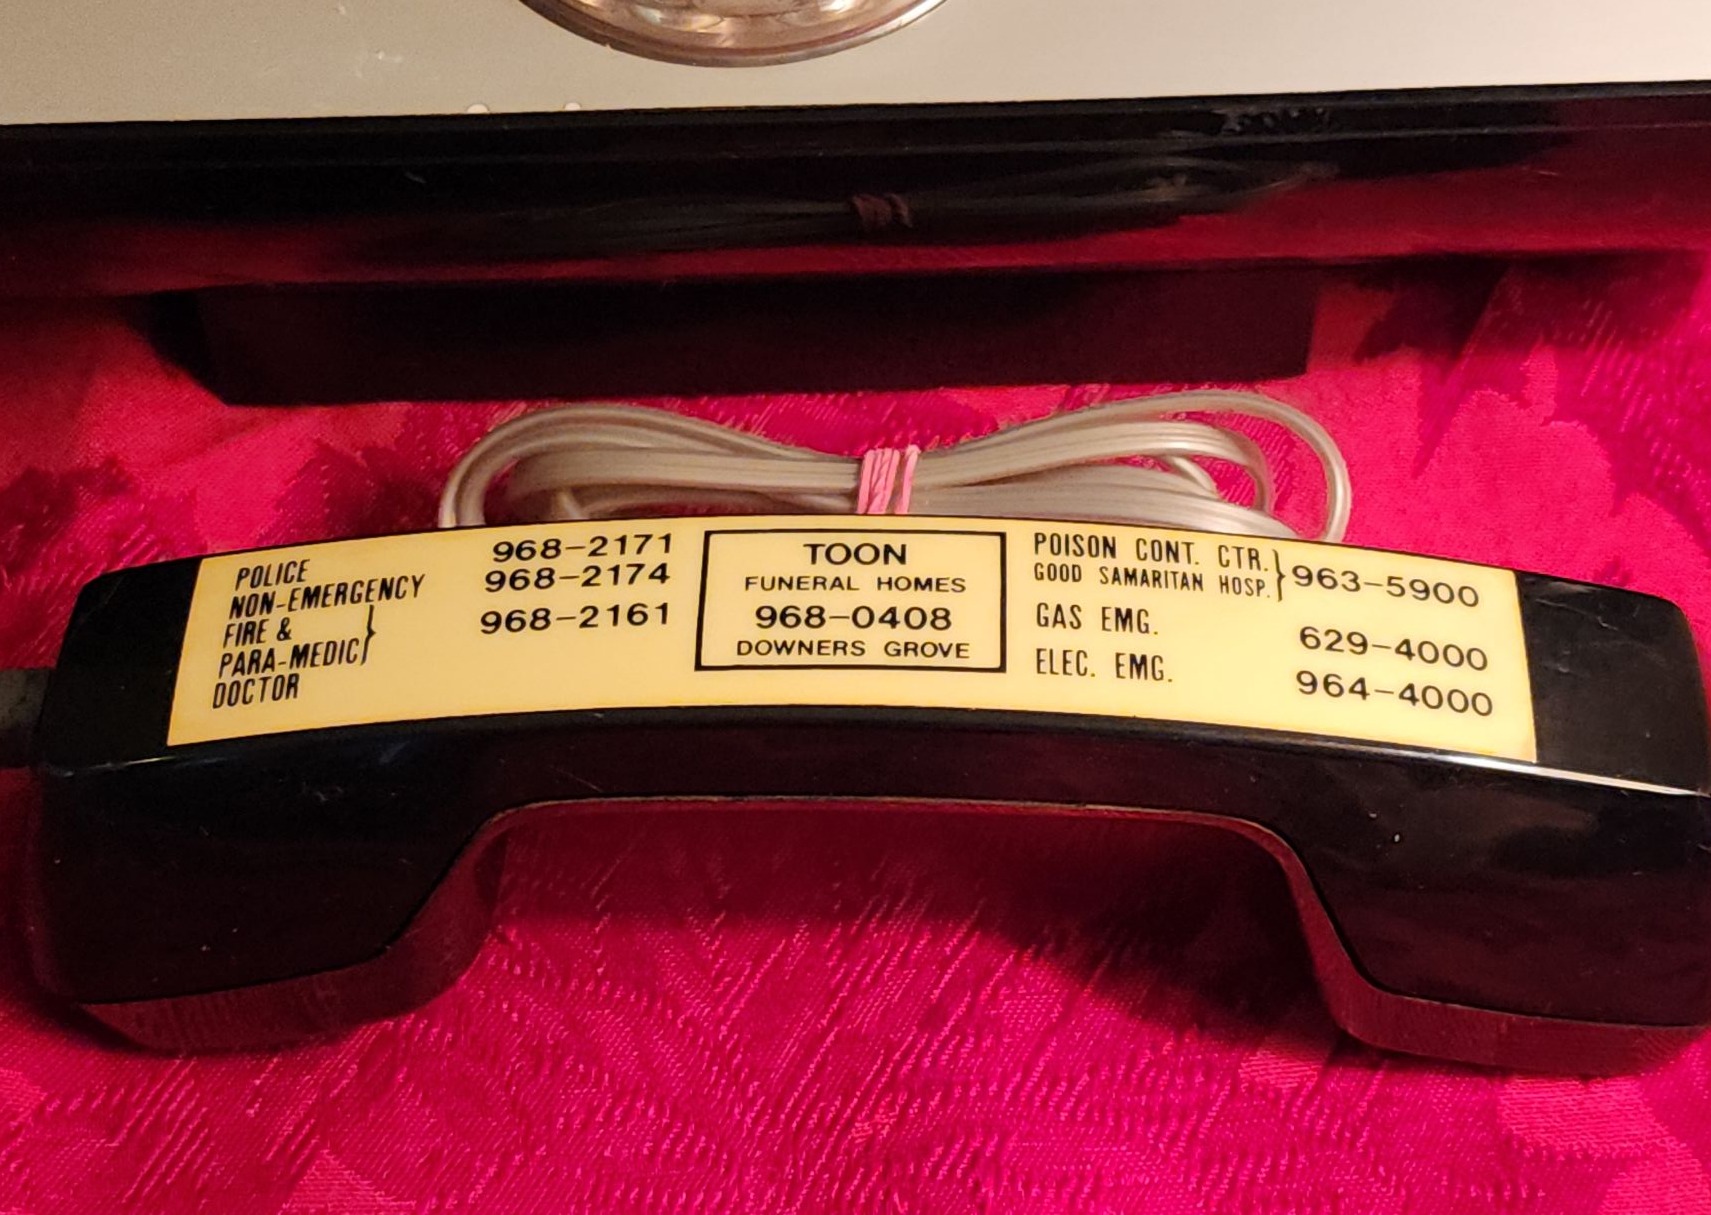 POLICE 968-2171
NON-EMERGENCY 968-2174
FIRE &
PARA-MEDIC} 968-2161
DOCTOR
TOON
FUNERAL HOMES
968-0408
DOWNERS GROVE
POISON CONT. CTR.
GOOD SAMARITAN HOSP.} 963-5900
GAS EMG. 629-4000
ELEC. EMG. 964-4000